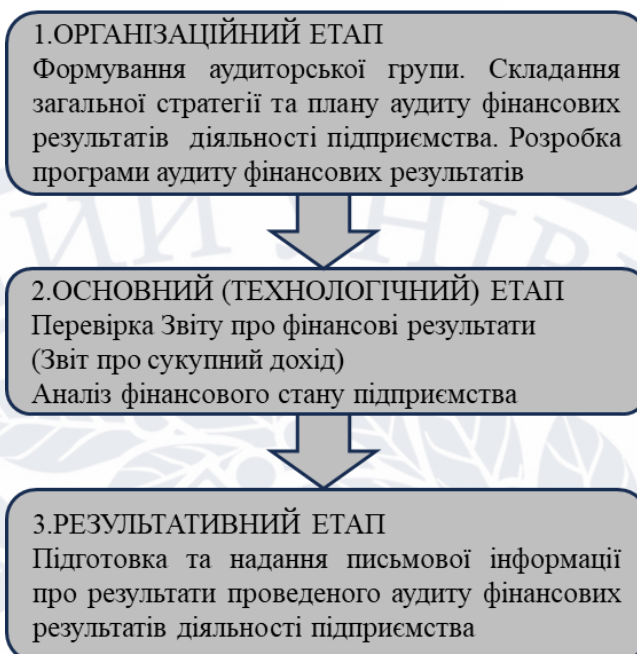 1.ОРГАНІЗАЦІЙНИЙ ЕТАП
Формування аудиторської групи. Складання
загальної стратегії та плану аудиту фінансових
результатів діяльності підприємства. Розробка
програми аудиту фінансових результатів
2.ОСНОВНИЙ (ТЕХНОЛОГІЧНИЙ) ЕТАП
Перевірка Звіту про фінансові результати
(Звіт про сукупний дохід)
Аналіз фінансового стану підприємства
3.РЕЗУЛЬТАТИВНИЙ ЕТАП
Підготовка та надання письмової інформації
про результати проведеного аудиту фінансових
результатів діяльності підприємства